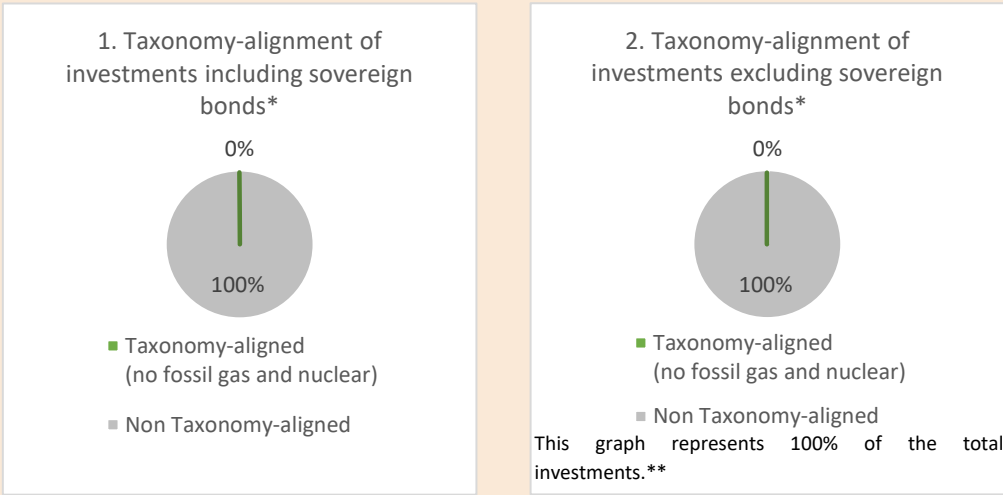 1. Taxonomy-alignment of
investments including sovereign
bonds*
0%
100%
Taxonomy-aligned
(no fossil gas and nuclear)
Non Taxonomy-aligned
2. Taxonomy-alignment of
investments excluding sovereign
bonds*
0%
100%
Taxonomy-aligned
(no fossil gas and nuclear)
Non Taxonomy-aligned
This graph represents 100% of the total
investments.**